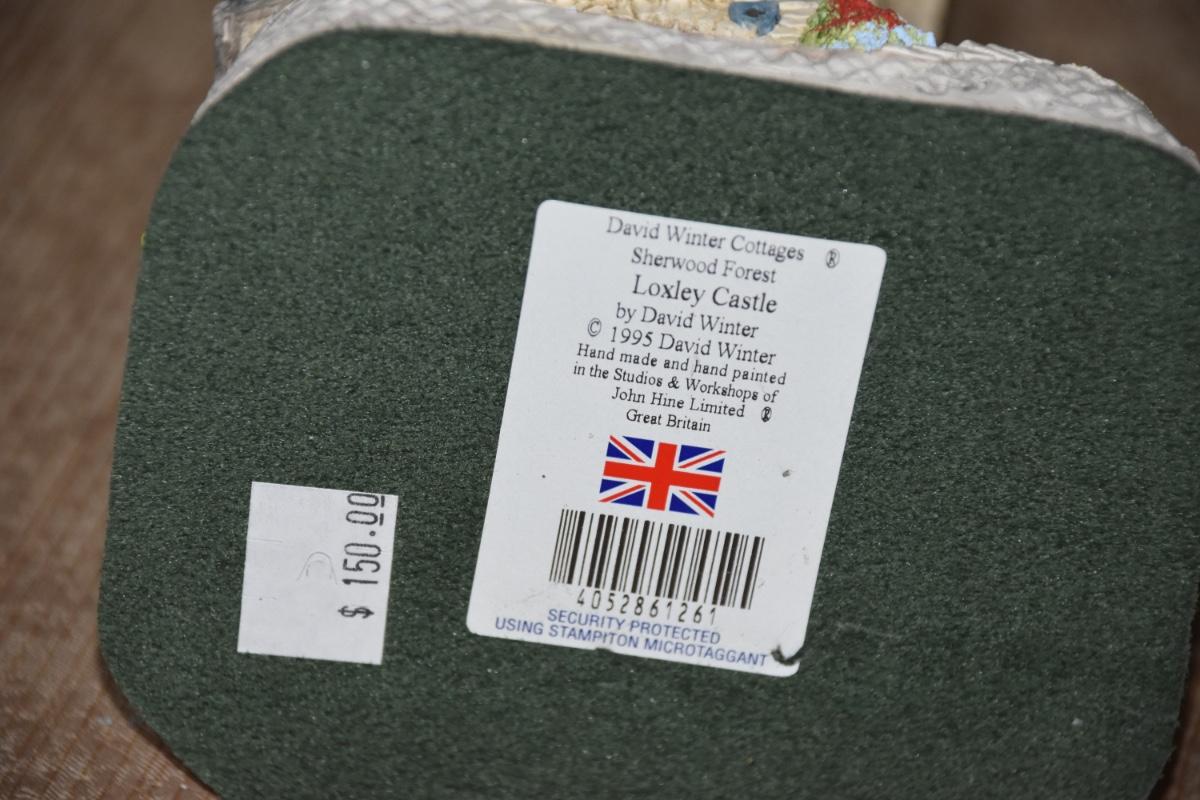 David Winter Cottages ®
Sherwood Forest
Loxley Castle
by David Winter
© 1995 David Winter
Hand made and hand painted
in the Studios & Workshops of
John Hine Limited ®
Great Britain
4052861261
SECURITY PROTECTED
USING STAMPITON MICROTAGGANT
$ 150.00